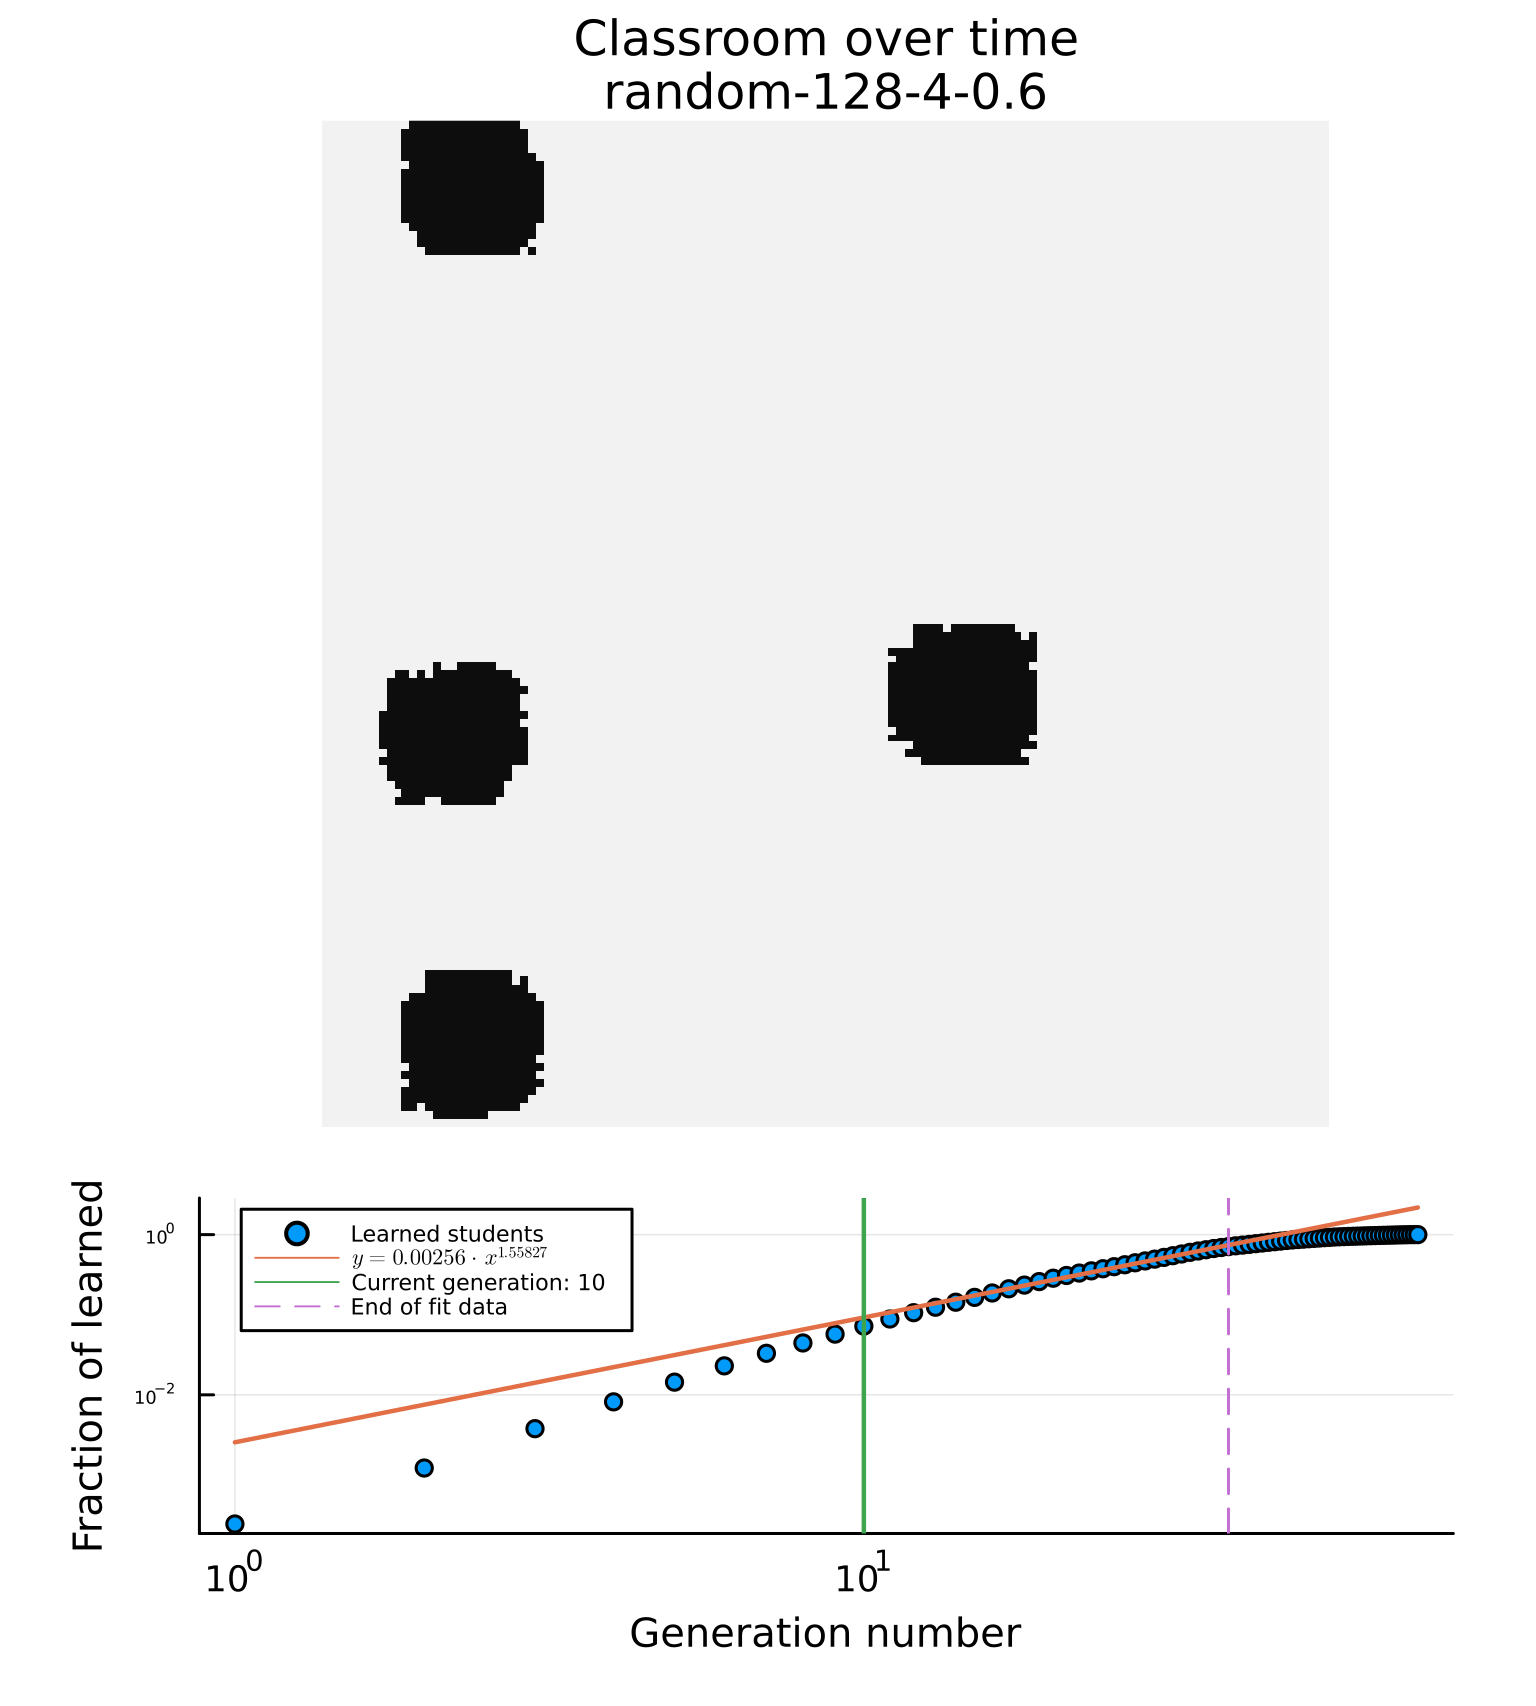 Classroom over time
random-128-4-0.6
Fraction of learned
10^0
10^-2
Learned students
y = 0.00256 · x^1.55827
Current generation: 10
End of fit data
10^0
10^1
Generation number